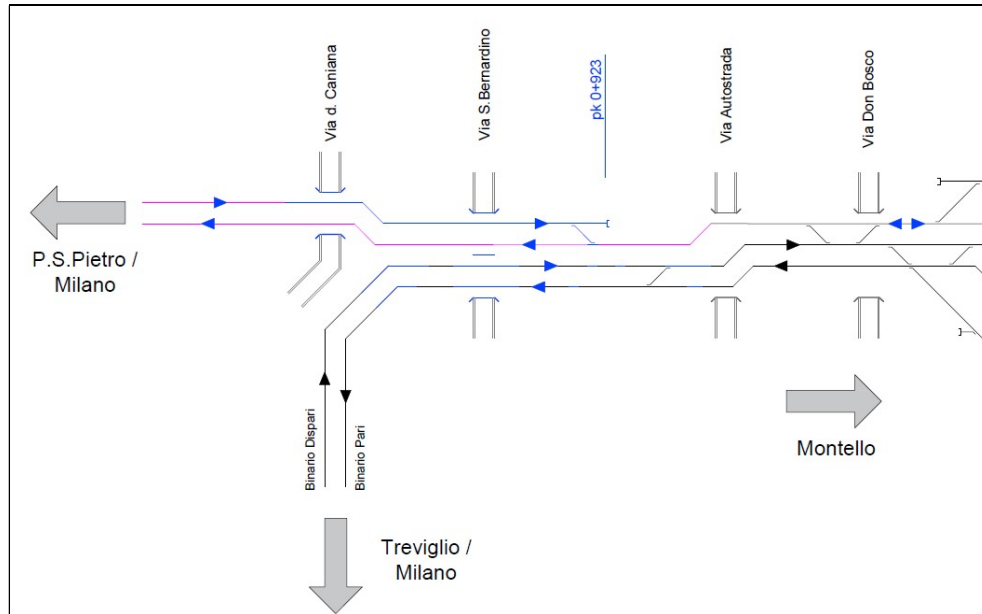 Via d. Caniana
Via S.Bernardino
pk 0+923
Via Autostrada
Via Don Bosco
P.S.Pietro /
Milano
Binario Dispari
Binario Pari
Montello
Treviglio /
Milano